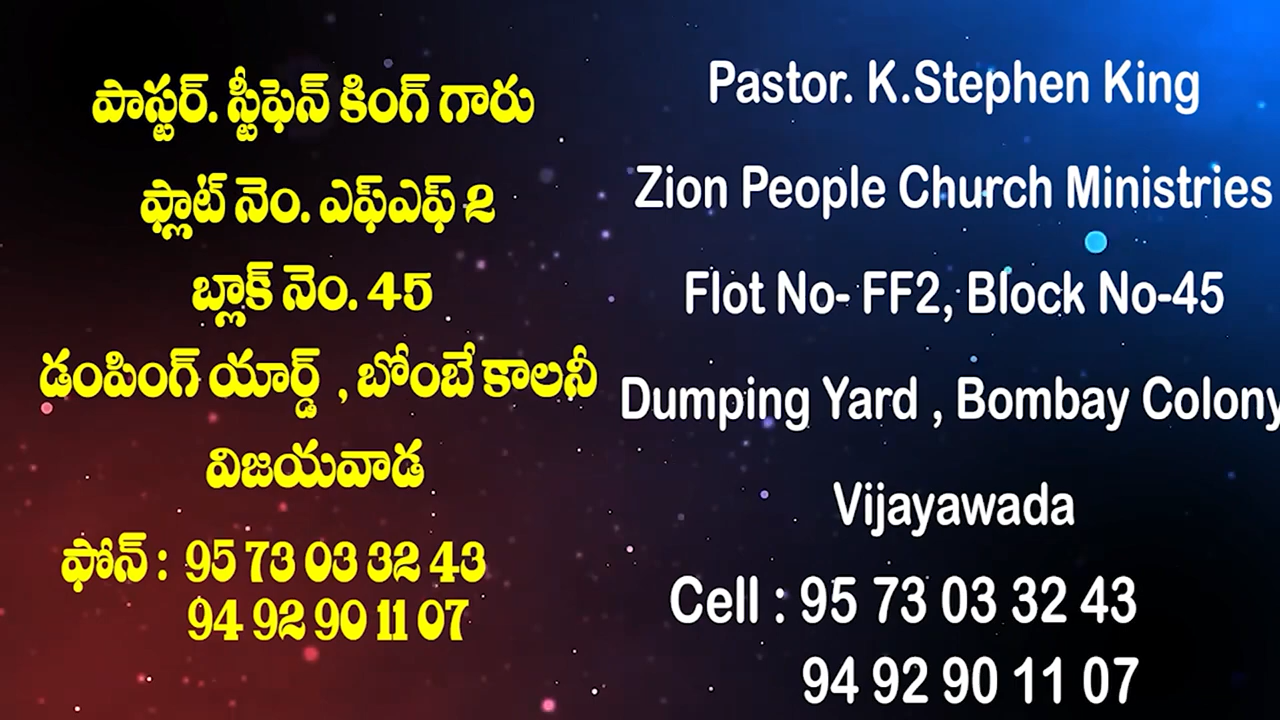 పాస్టర్. స్టీఫెన్ కింగ్ గారు
ఫ్లాట్ నెం. ఎఫ్ఎఫ్ 2
బ్లాక్ నెం. 45
డంపింగ్ యార్డ్ , బోంబే కాలనీ
విజయవాడ
ఫోన్ : 95 73 03 32 43
94 92 90 11 07
Pastor. K.Stephen King
Zion People Church Ministries
Flot No- FF2, Block No-45
Dumping Yard , Bombay Colony
Vijayawada
Cell : 95 73 03 32 43
94 92 90 11 07